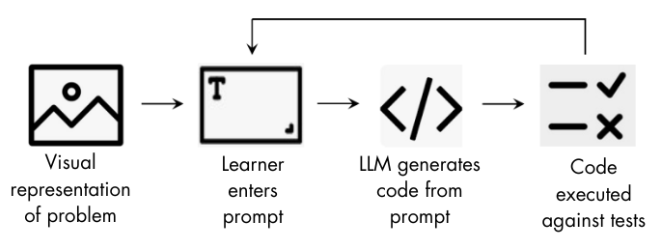 T
Visual
representation
of problem
Learner
enters
prompt
LLM generates
code from
prompt
Code
executed
against tests